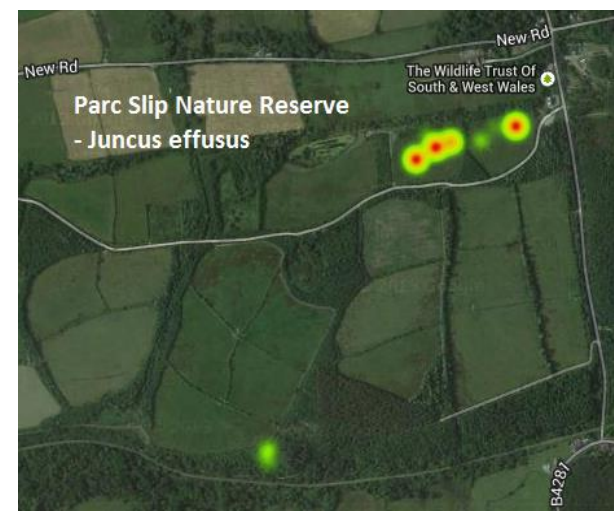 New Rd
New Rd
The Wildlife Trust Of
South & West Wales
Parc Slip Nature Reserve
- Juncus effusus
B4281